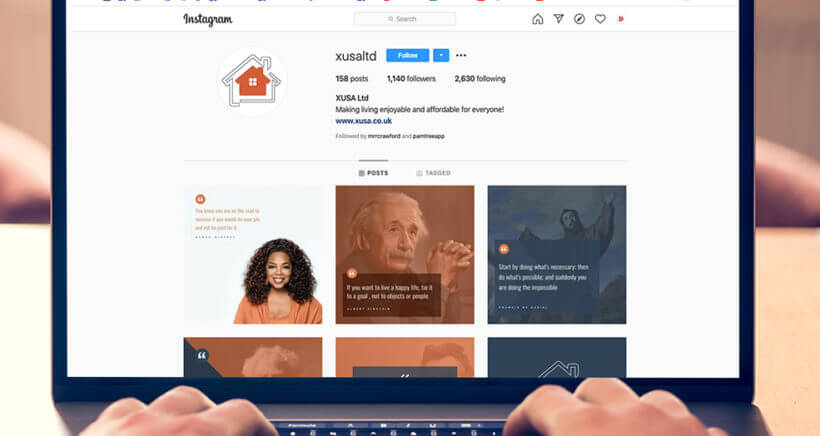 Instagram
Search
xusaltd
Follow
158 posts 1,140 followers 2,630 following
XUSA Ltd
Making living enjoyable and affordable for everyone!
www.xusa.co.uk
Followed by mrrcrawford and pamtreeapp
POSTS TAGGED
You know you are on the road to
success if you would do your job,
and not be paid for it
OPRAH WINFREY
If you want to live a happy life, tie it
to a goal , not to objects or people
ALBERT EINSTEIN
Start by doing what's necessary; then
do what's possible; and suddenly you
are doing the impossible
FRANCIS OF ASSISI